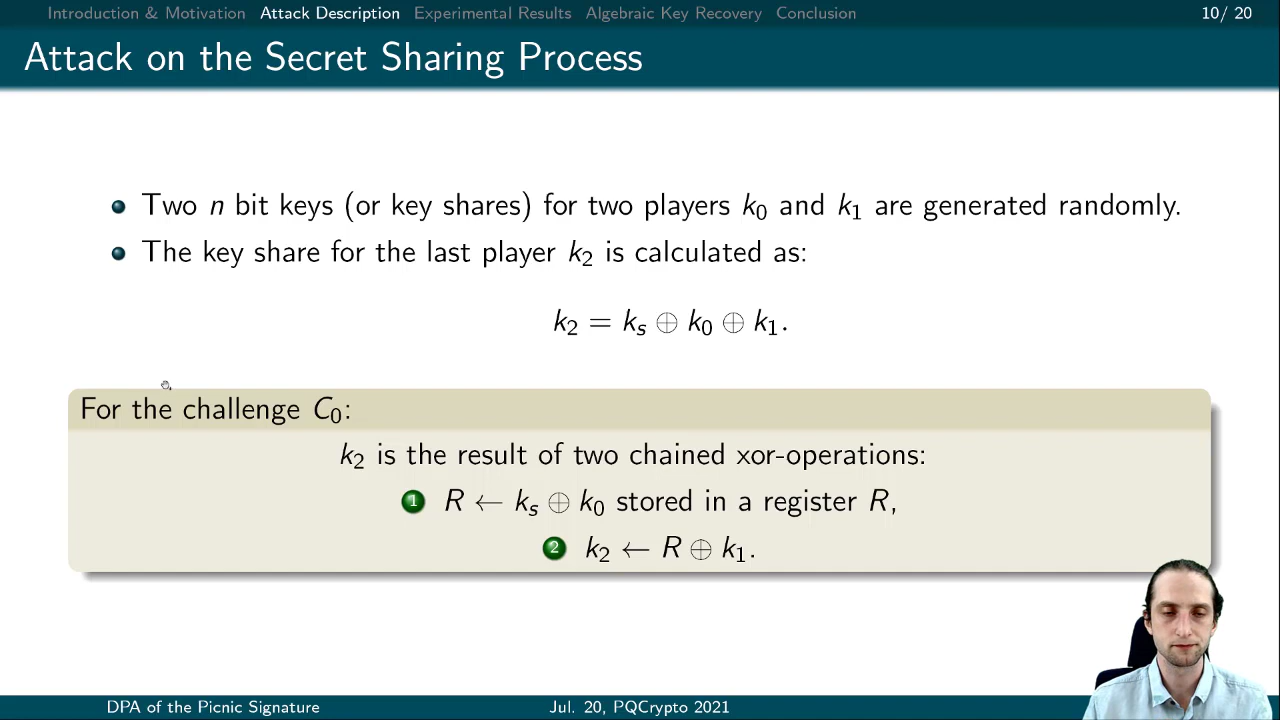 Introduction & Motivation Attack Description Experimental Results Algebraic Key Recovery Conclusion 10/ 20
Attack on the Secret Sharing Process
Two n bit keys (or key shares) for two players k₀ and k₁ are generated randomly.
The key share for the last player k₂ is calculated as:
k₂ = kₛ ⊕ k₀ ⊕ k₁.
For the challenge C₀:
k₂ is the result of two chained xor-operations:
1 R ← kₛ ⊕ k₀ stored in a register R,
2 k₂ ← R ⊕ k₁.
DPA of the Picnic Signature Jul. 20, PQCrypto 2021